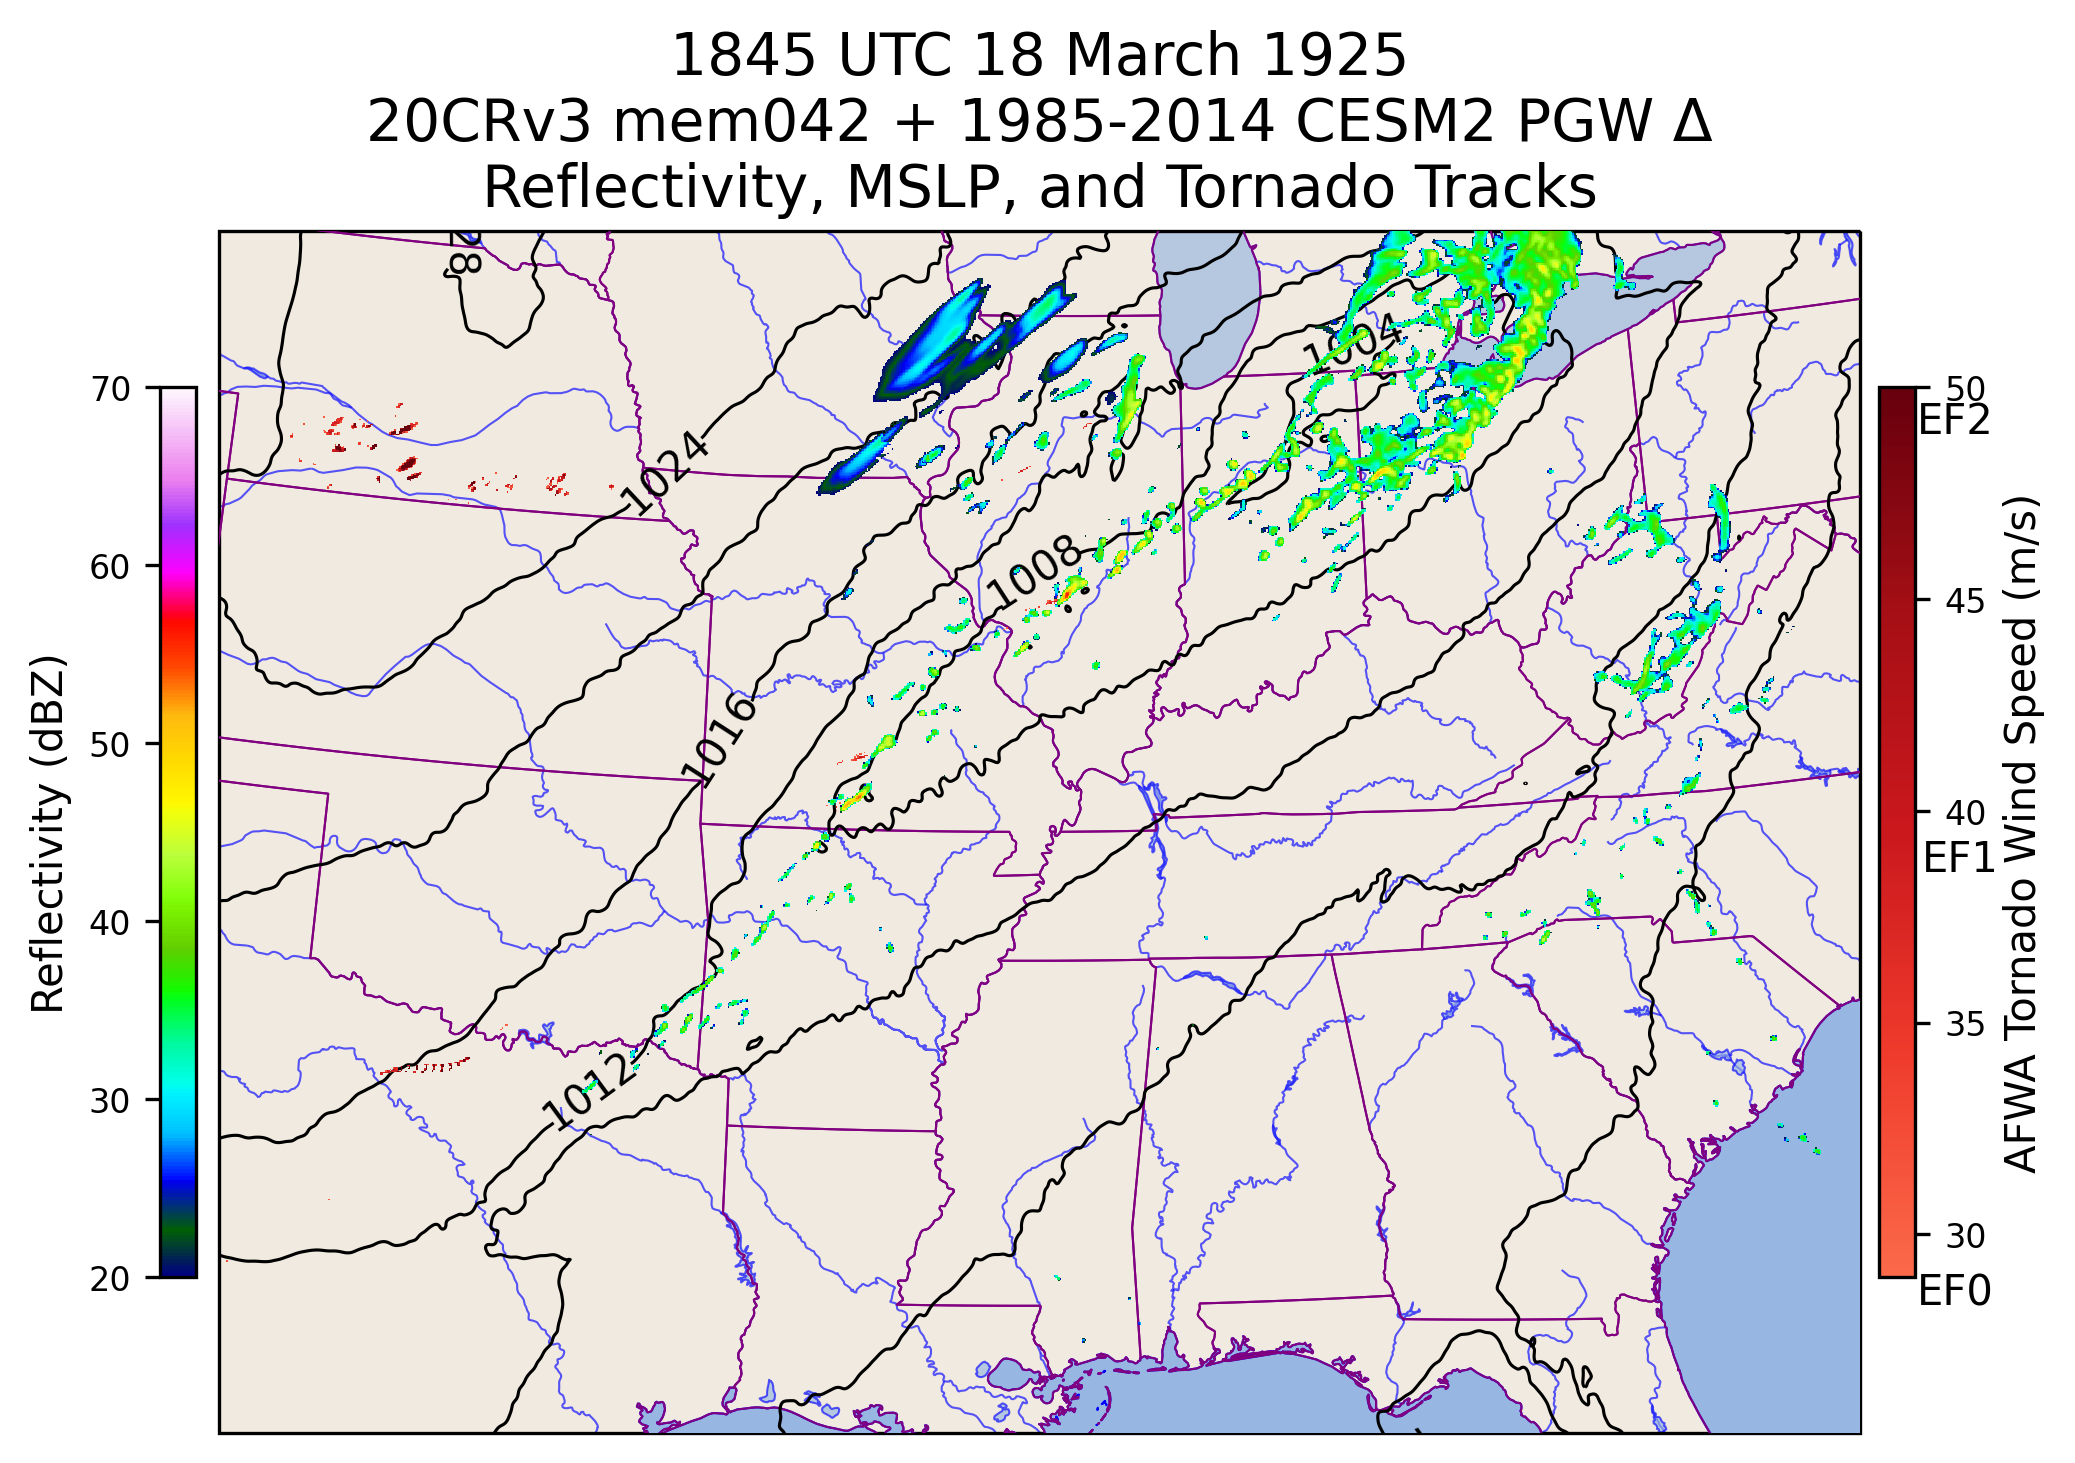 1845 UTC 18 March 1925
20CRv3 mem042 + 1985-2014 CESM2 PGW Δ
Reflectivity, MSLP, and Tornado Tracks
1004
1024
1008
1016
1012
70
60
50
40
30
20
Reflectivity (dBZ)
50
EF2
45
40
EF1
35
30
EF0
AFWA Tornado Wind Speed (m/s)